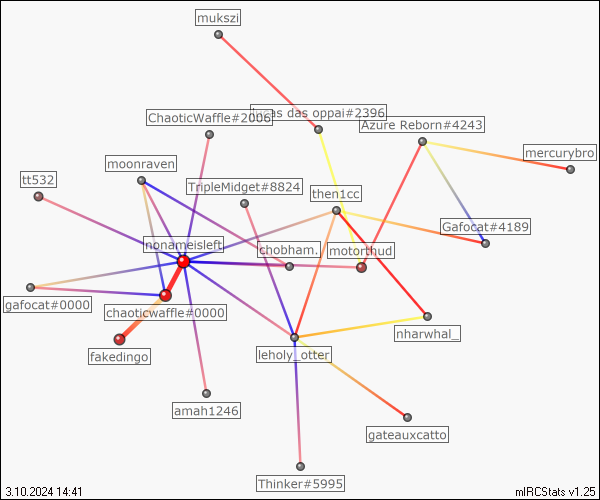 mukszi
ChaoticWaffle#2006
lucas das oppai#2396
Azure Reborn#4243
mercurybro
moonraven
tt532
TripleMidget#8824
then1cc
Gafocat#4189
nonameisleft
chobham.
motorthud
gafocat#0000
chaoticwaffle#0000
nharwhal_
fakedingo
leholy_otter
amah1246
gateauxcatto
Thinker#5995
3.10.2024 14:41
mIRCStats v1.25